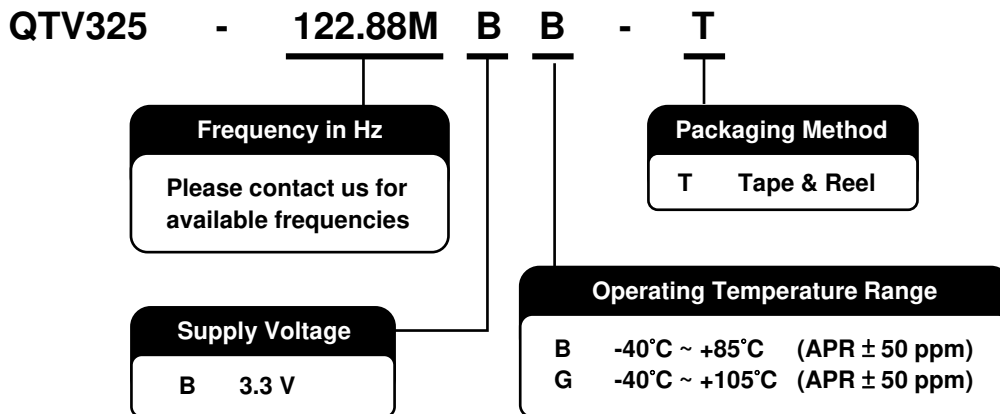 QTV325 - 122.88M B B - T
Frequency in Hz
Please contact us for
available frequencies
Packaging Method
T Tape & Reel
Supply Voltage
B 3.3 V
Operating Temperature Range
B -40°C ~ +85°C (APR ± 50 ppm)
G -40°C ~ +105°C (APR ± 50 ppm)